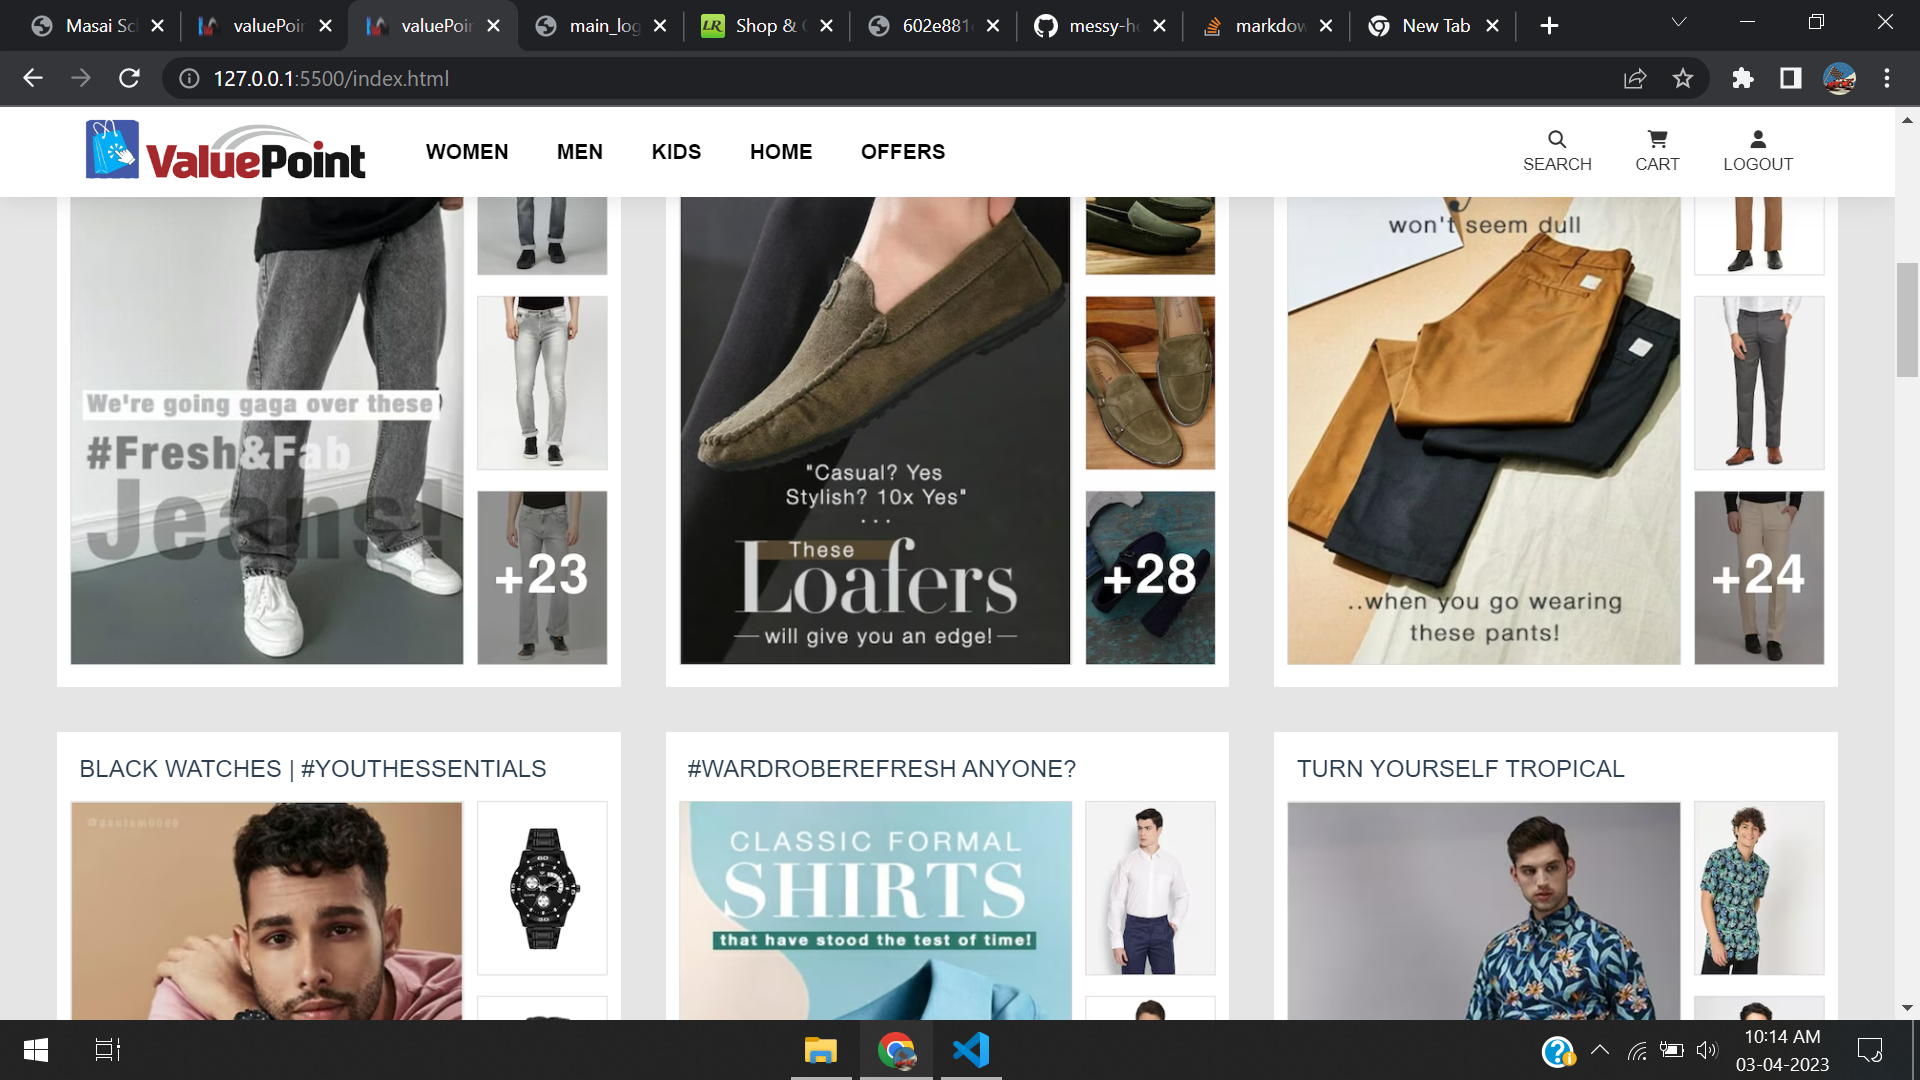 Masai Sc
valuePoin
valuePoin
main_log
LR
Shop &
602e881
messy-h
markdow
New Tab
127.0.0.1:5500/index.html
ValuePoint
WOMEN
MEN
KIDS
HOME
OFFERS
SEARCH
CART
LOGOUT
We're going gaga over these
#Fresh&Fab
Jeans!
+23
"Casual? Yes
Stylish? 10x Yes"
...
These
Loafers
will give you an edge!
+28
won't seem dull
..when you go wearing
these pants!
+24
BLACK WATCHES | #YOUTHESSENTIALS
#WARDROBEREFRESH ANYONE?
CLASSIC FORMAL
SHIRTS
that have stood the test of time!
TURN YOURSELF TROPICAL
10:14 AM
03-04-2023